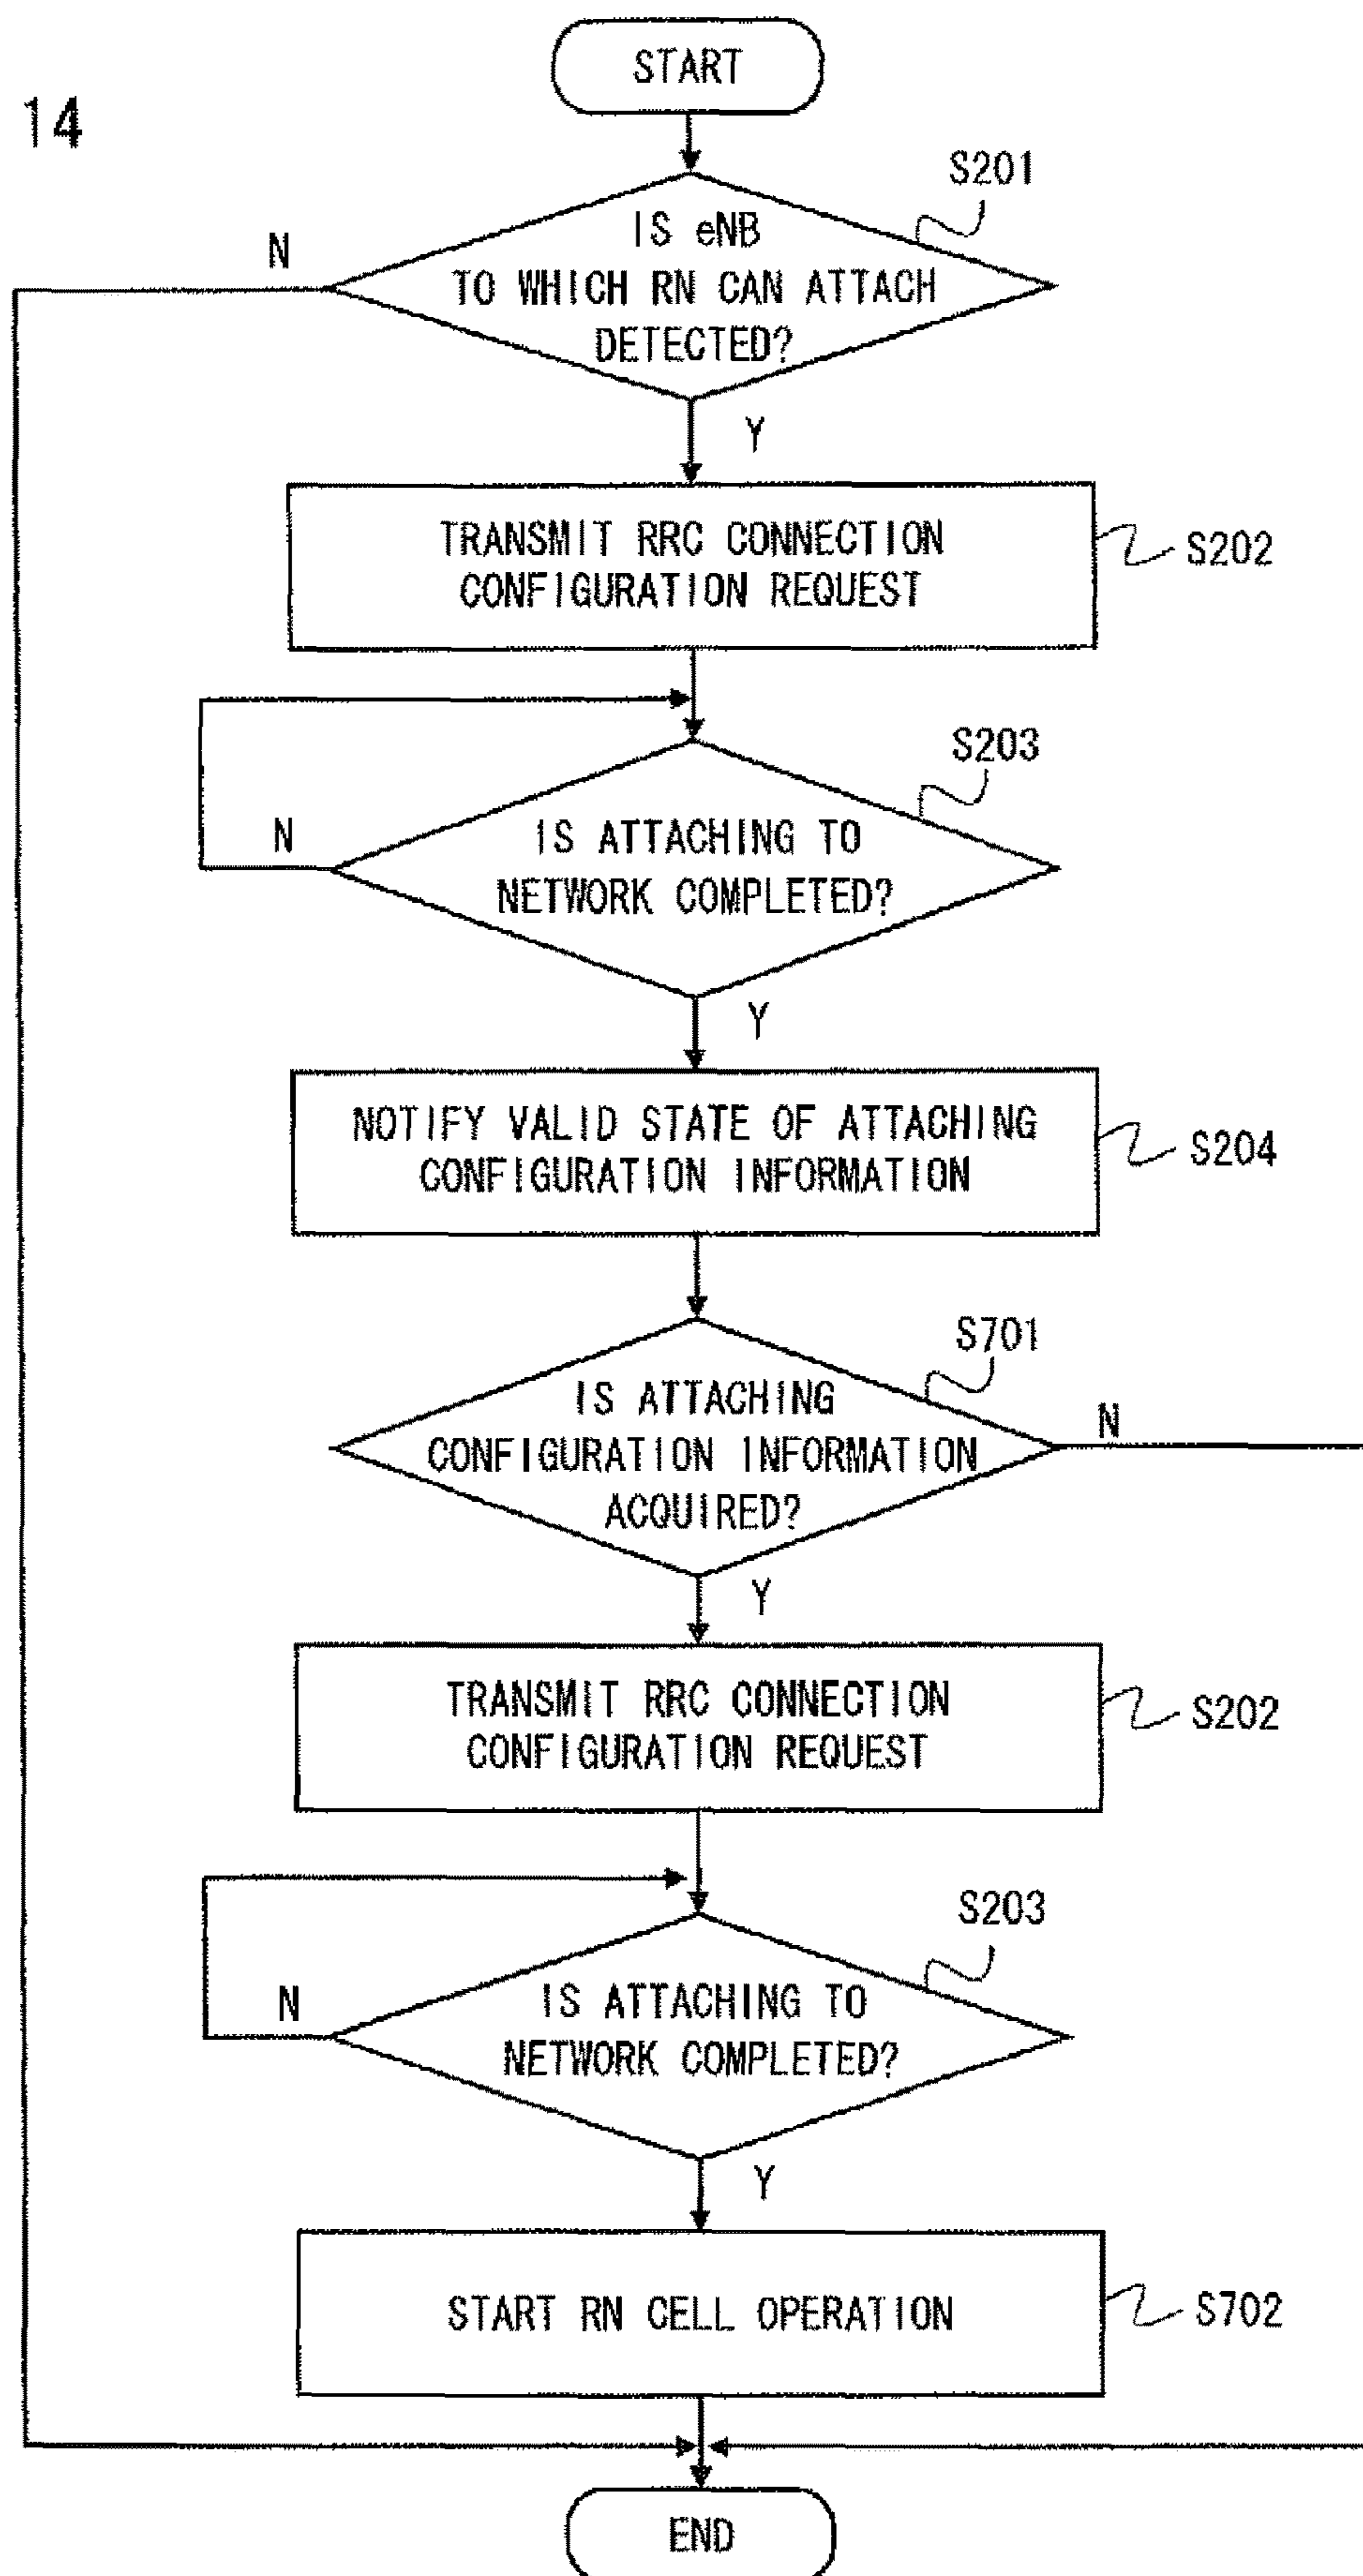 14
START
S201
N
IS eNB
TO WHICH RN CAN ATTACH
DETECTED?
Y
TRANSMIT RRC CONNECTION
CONFIGURATION REQUEST
S202
S203
N
IS ATTACHING TO
NETWORK COMPLETED?
Y
NOTIFY VALID STATE OF ATTACHING
CONFIGURATION INFORMATION
S204
S701
IS ATTACHING
CONFIGURATION INFORMATION
ACQUIRED?
N
Y
TRANSMIT RRC CONNECTION
CONFIGURATION REQUEST
S202
S203
N
IS ATTACHING TO
NETWORK COMPLETED?
Y
START RN CELL OPERATION
S702
END